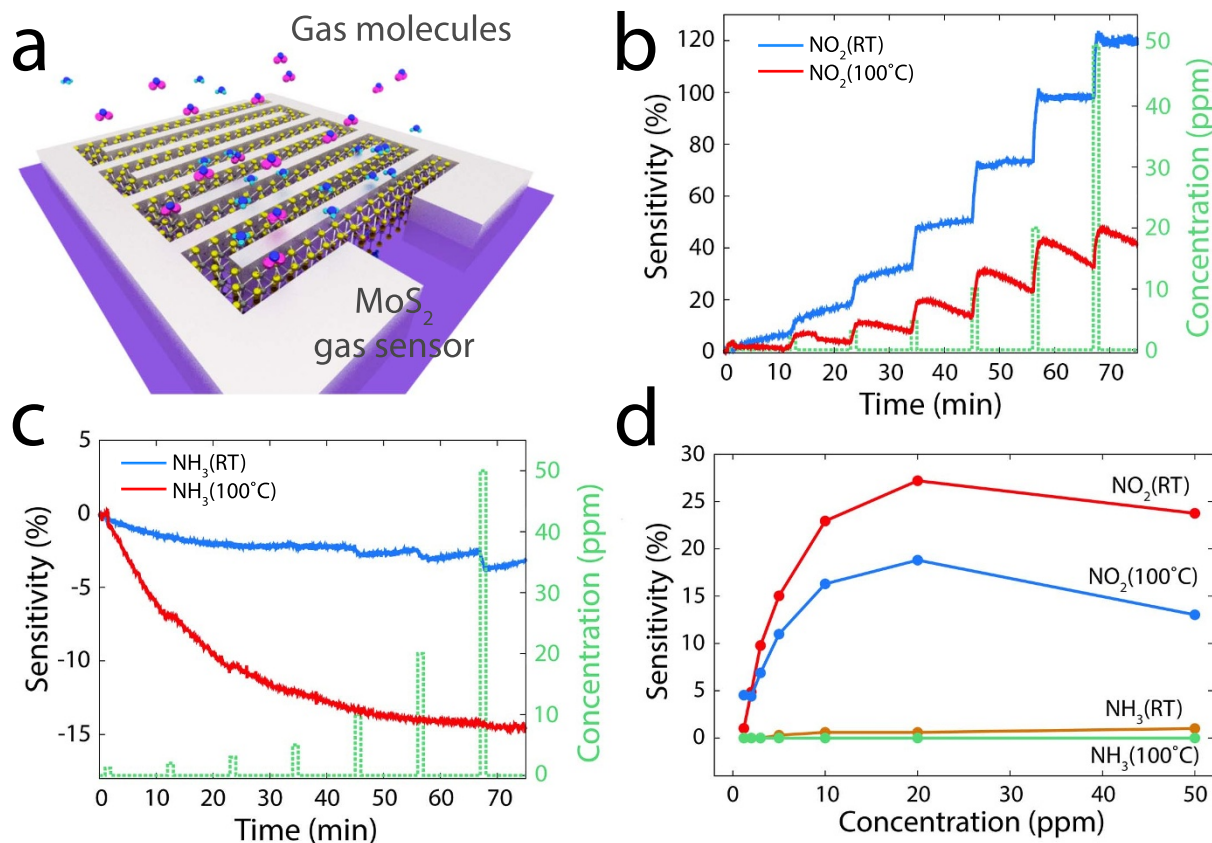 a
Gas molecules
MoS₂
gas sensor
b
NO₂(RT)
NO₂(100˚C)
Sensitivity (%)
120
100
80
60
40
20
0
0 10 20 30 40 50 60 70
Time (min)
50
40
30
20
10
0
Concentration (ppm)
c
NH₃(RT)
NH₃(100˚C)
Sensitivity (%)
5
0
-5
-10
-15
0 10 20 30 40 50 60 70
Time (min)
50
40
30
20
10
0
Concentration (ppm)
d
Sensitivity (%)
30
25
20
15
10
5
0
NO₂(RT)
NO₂(100˚C)
NH₃(RT)
NH₃(100˚C)
0 10 20 30 40 50
Concentration (ppm)